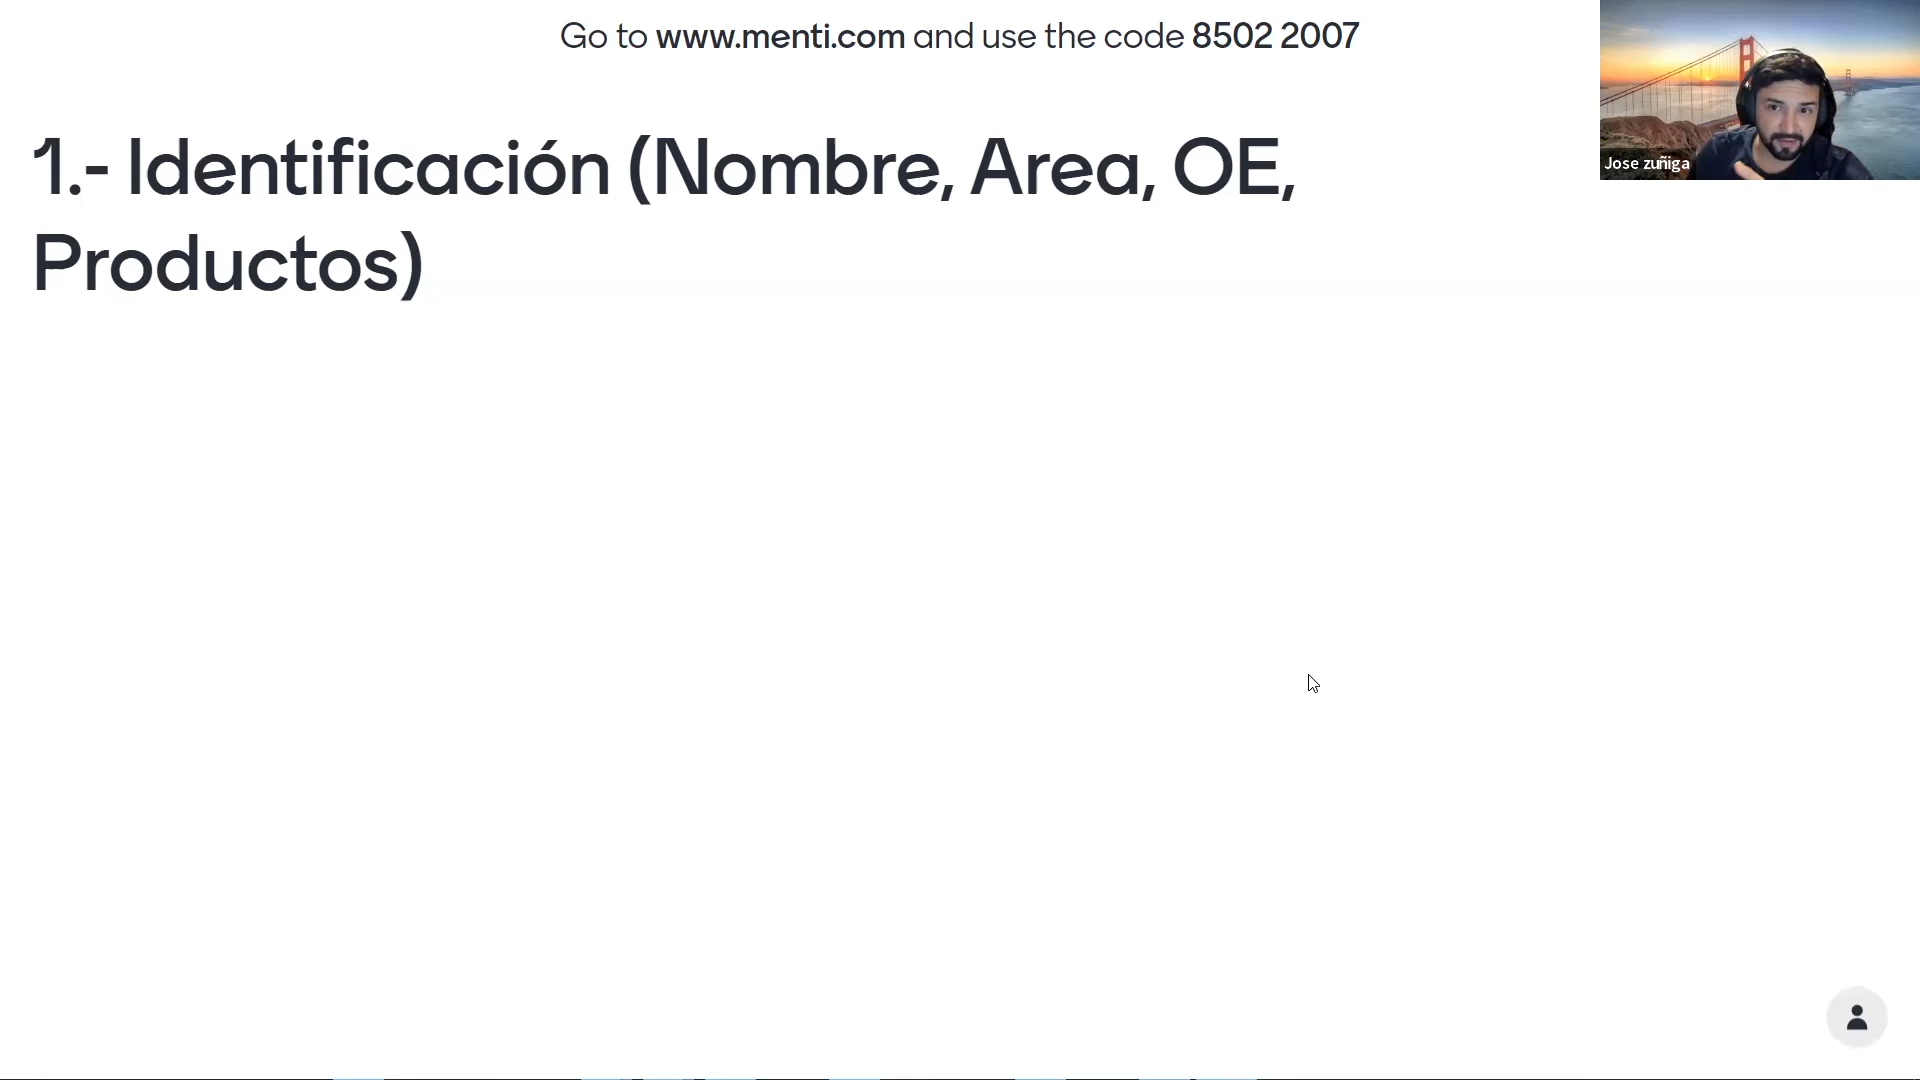 Go to www.menti.com and use the code 8502 2007
1.- Identificación (Nombre, Area, OE,
Productos)
Jose zuñiga